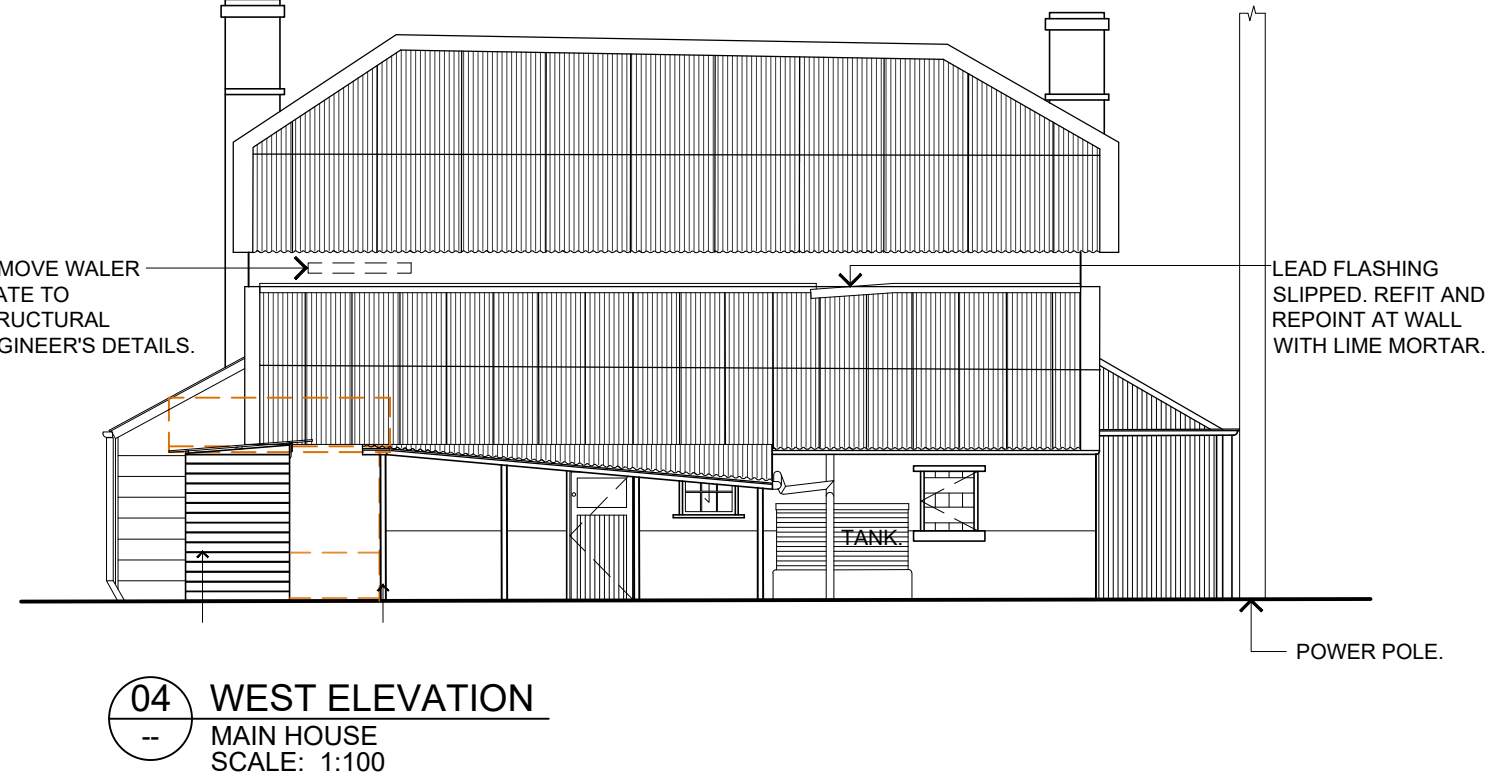 MOVE WALER
ATE TO
RUCTURAL
GINEER'S DETAILS.
LEAD FLASHING
SLIPPED. REFIT AND
REPOINT AT WALL
WITH LIME MORTAR.
TANK.
POWER POLE.
04 WEST ELEVATION
-- MAIN HOUSE
SCALE: 1:100